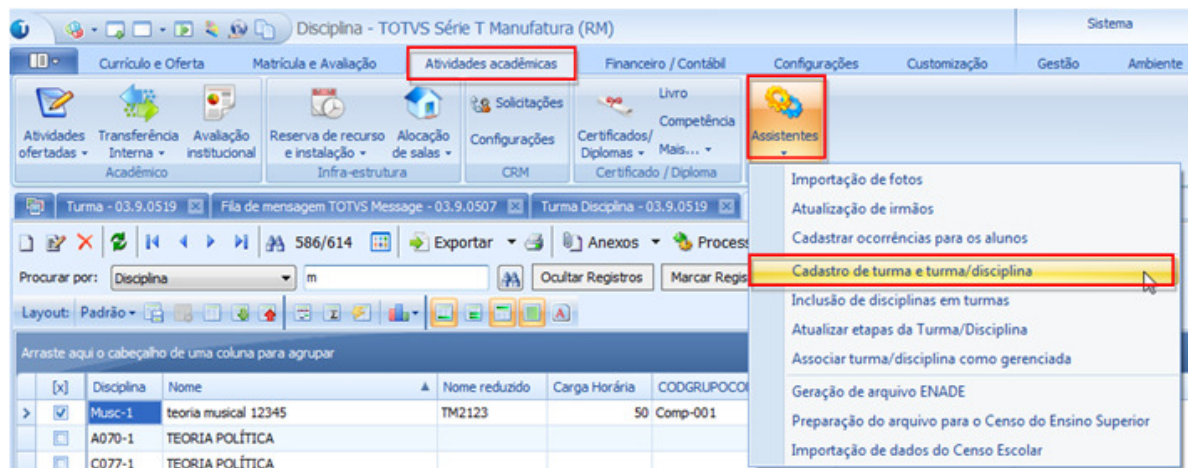 Disciplina - TOTVS Série T Manufatura (RM)
Sistema
Currículo e Oferta Matrícula e Avaliação Atividades acadêmicas Financeiro / Contábil Configurações Customização Gestão Ambiente
Atividades ofertadas
Transferência Interna
Avaliação institucional
Acadêmico
Reserva de recurso e instalação
Alocação de salas
Infra-estrutura
Solicitações
Configurações
CRM
Certificados/ Diplomas
Livro
Competência
Mais...
Certificado / Diploma
Assistentes
Importação de fotos
Atualização de irmãos
Cadastrar ocorrências para os alunos
Cadastro de turma e turma/disciplina
Inclusão de disciplinas em turmas
Atualizar etapas da Turma/Disciplina
Associar turma/disciplina como gerenciada
Geração de arquivo ENADE
Preparação do arquivo para o Censo do Ensino Superior
Importação de dados do Censo Escolar
Turma - 03.9.0519 Fila de mensagem TOTVS Message - 03.9.0507 Turma Disciplina - 03.9.0519
586/614 Exportar Anexos Process
Procurar por: Disciplina m Ocultar Registros Marcar Regis
Layout: Padrão
Arraste aqui o cabeçalho de uma coluna para agrupar
[x] Disciplina Nome Nome reduzido Carga Horária CODGRUPOCO
Musc-1 teoria musical 12345 TM2123 50 Comp-001
A070-1 TEORIA POLÍTICA
C077-1 TEORIA POLÍTICA